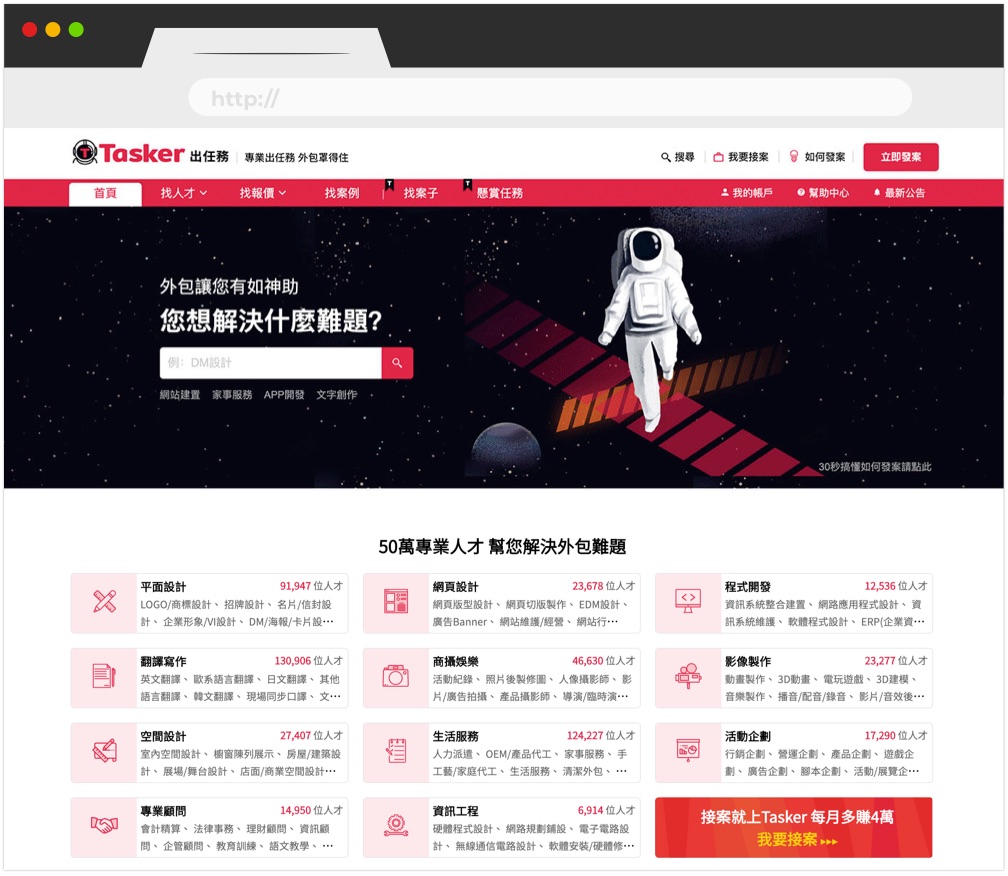 http://
Tasker 出任務 專業出任務 外包罩得住
搜尋 我要接案 如何發案 立即發案
首頁 找人才 找報價 找案例 T 找案子 T 懸賞任務 我的帳戶 幫助中心 最新公告
外包讓您有如神助
您想解決什麼難題?
例：DM設計
網站建置 家事服務 APP開發 文字創作
30秒搞懂如何發案請點此
50萬專業人才 幫您解決外包難題
平面設計 91,947 位人才
LOGO/商標設計、 招牌設計、 名片/信封設
計、 企業形象/VI設計、 DM/海報/卡片設⋯
網頁設計 23,678 位人才
網頁版型設計、 網頁切版製作、 EDM設計、
廣告Banner、 網站維護/經營、 網站行⋯
程式開發 12,536 位人才
資訊系統整合建置、 網路應用程式設計、 資
訊系統維護、 軟體程式設計、 ERP(企業資⋯
翻譯寫作 130,906 位人才
英文翻譯、 歐系語言翻譯、 日文翻譯、 其他
語言翻譯、 韓文翻譯、 現場同步口譯、 文⋯
商攝娛樂 46,630 位人才
活動紀錄、 照片後製修圖、 人像攝影師、 影
片/廣告拍攝、 產品攝影師、 導演/臨時演⋯
影像製作 23,277 位人才
動畫製作、 3D動畫、 電玩遊戲、 3D建模、
音樂製作、 播音/配音/錄音、 影片/音效後⋯
空間設計 27,407 位人才
室內空間設計、 櫥窗陳列展示、 房屋/建築設
計、 展場/舞台設計、 店面/商業空間設計⋯
生活服務 124,227 位人才
人力派遣、 OEM/產品代工、 家事服務、 手
工藝/家庭代工、 生活服務、 清潔外包、 ⋯
活動企劃 17,290 位人才
行銷企劃、 營運企劃、 產品企劃、 遊戲企
劃、 廣告企劃、 腳本企劃、 活動/展覽企⋯
專業顧問 14,950 位人才
會計精算、 法律事務、 理財顧問、 資訊顧
問、 企管顧問、 教育訓練、 語文教學、 ⋯
資訊工程 6,914 位人才
硬體程式設計、 網路規劃鋪設、 電子電路設
計、 無線通信電路設計、 軟體安裝/硬體修⋯
接案就上Tasker 每月多賺4萬
我要接案 ▸▸▸